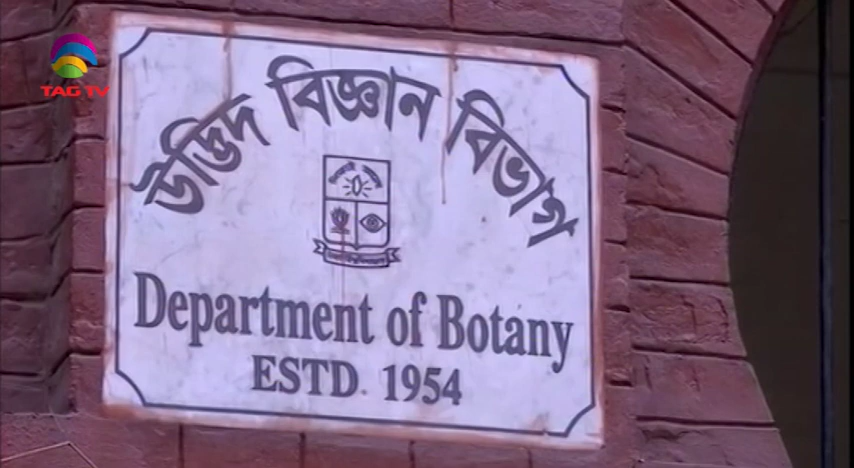 TAG TV
উদ্ভিদ বিজ্ঞান বিভাগ
Department of Botany
ESTD. 1954